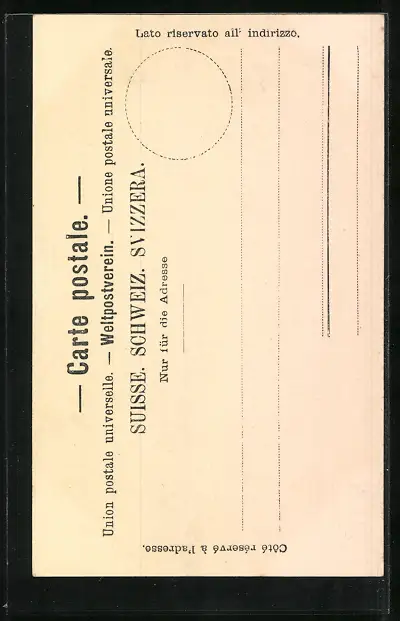 — Carte postale. —
Union postale universelle. — Weltpostverein. — Unione postale universale.
SUISSE. SCHWEIZ. SVIZZERA.
Nur für die Adresse
Côté réservé à l'adresse.
Lato riservato all' indirizzo.